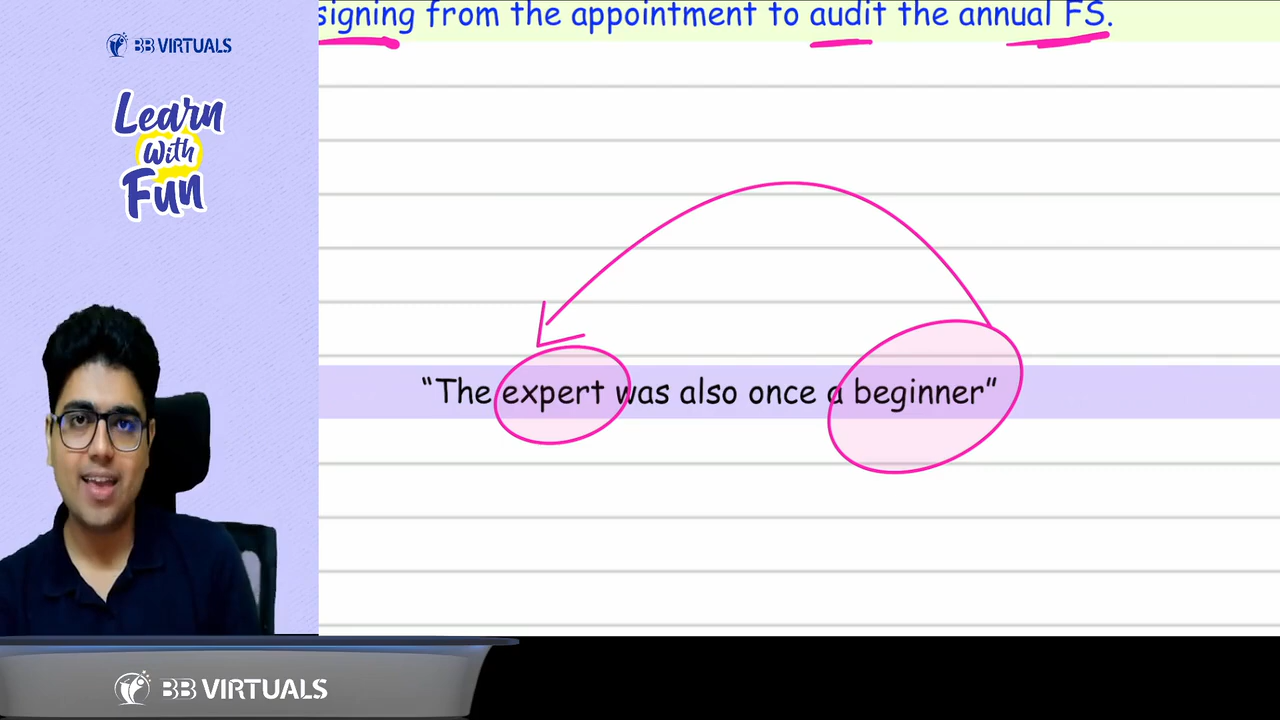 signing from the appointment to audit the annual FS.
BB VIRTUALS
Learn
With
Fun
“The expert was also once a beginner”
BB VIRTUALS